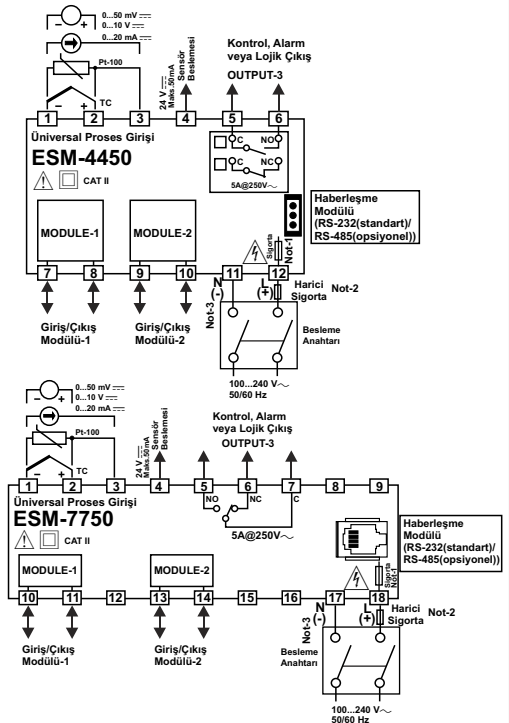 0...50 mV
0...10 V
0...20 mA
Pt-100
TC
24 V
Maks.50mA
Sensör
Beslemesi
Kontrol, Alarm
veya Lojik Çıkış
OUTPUT-3
1 2 3 4 5 6
Üniversal Proses Girişi
ESM-4450
CAT II
C NO
C NC
5A@250V
Haberleşme
Modülü
(RS-232(standart)/
RS-485(opsiyonel))
MODULE-1
MODULE-2
Sigorta
Not-1
7 8 9 10 11 12
Giriş/Çıkış
Modülü-1
Giriş/Çıkış
Modülü-2
N
(-)
L
(+)
Harici
Sigorta
Not-2
Not-3
Besleme
Anahtarı
100...240 V
50/60 Hz
0...50 mV
0...10 V
0...20 mA
Pt-100
TC
24 V
Maks.50mA
Sensör
Beslemesi
Kontrol, Alarm
veya Lojik Çıkış
OUTPUT-3
1 2 3 4 5 6 7 8 9
Üniversal Proses Girişi
ESM-7750
CAT II
NO NC C
5A@250V
Haberleşme
Modülü
(RS-232(standart)/
RS-485(opsiyonel))
MODULE-1
MODULE-2
Sigorta
Not-1
10 11 12 13 14 15 16 17 18
Giriş/Çıkış
Modülü-1
Giriş/Çıkış
Modülü-2
N
(-)
L
(+)
Harici
Sigorta
Not-2
Not-3
Besleme
Anahtarı
100...240 V
50/60 Hz